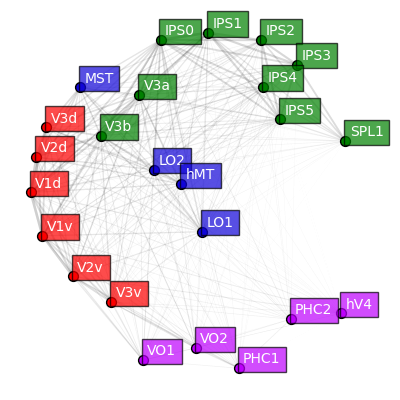 IPS0
IPS1
IPS2
IPS3
MST
V3a
IPS4
IPS5
V3d
V3b
SPL1
V2d
LO2
hMT
V1d
V1v
LO1
V2v
V3v
PHC2
hV4
VO1
VO2
PHC1